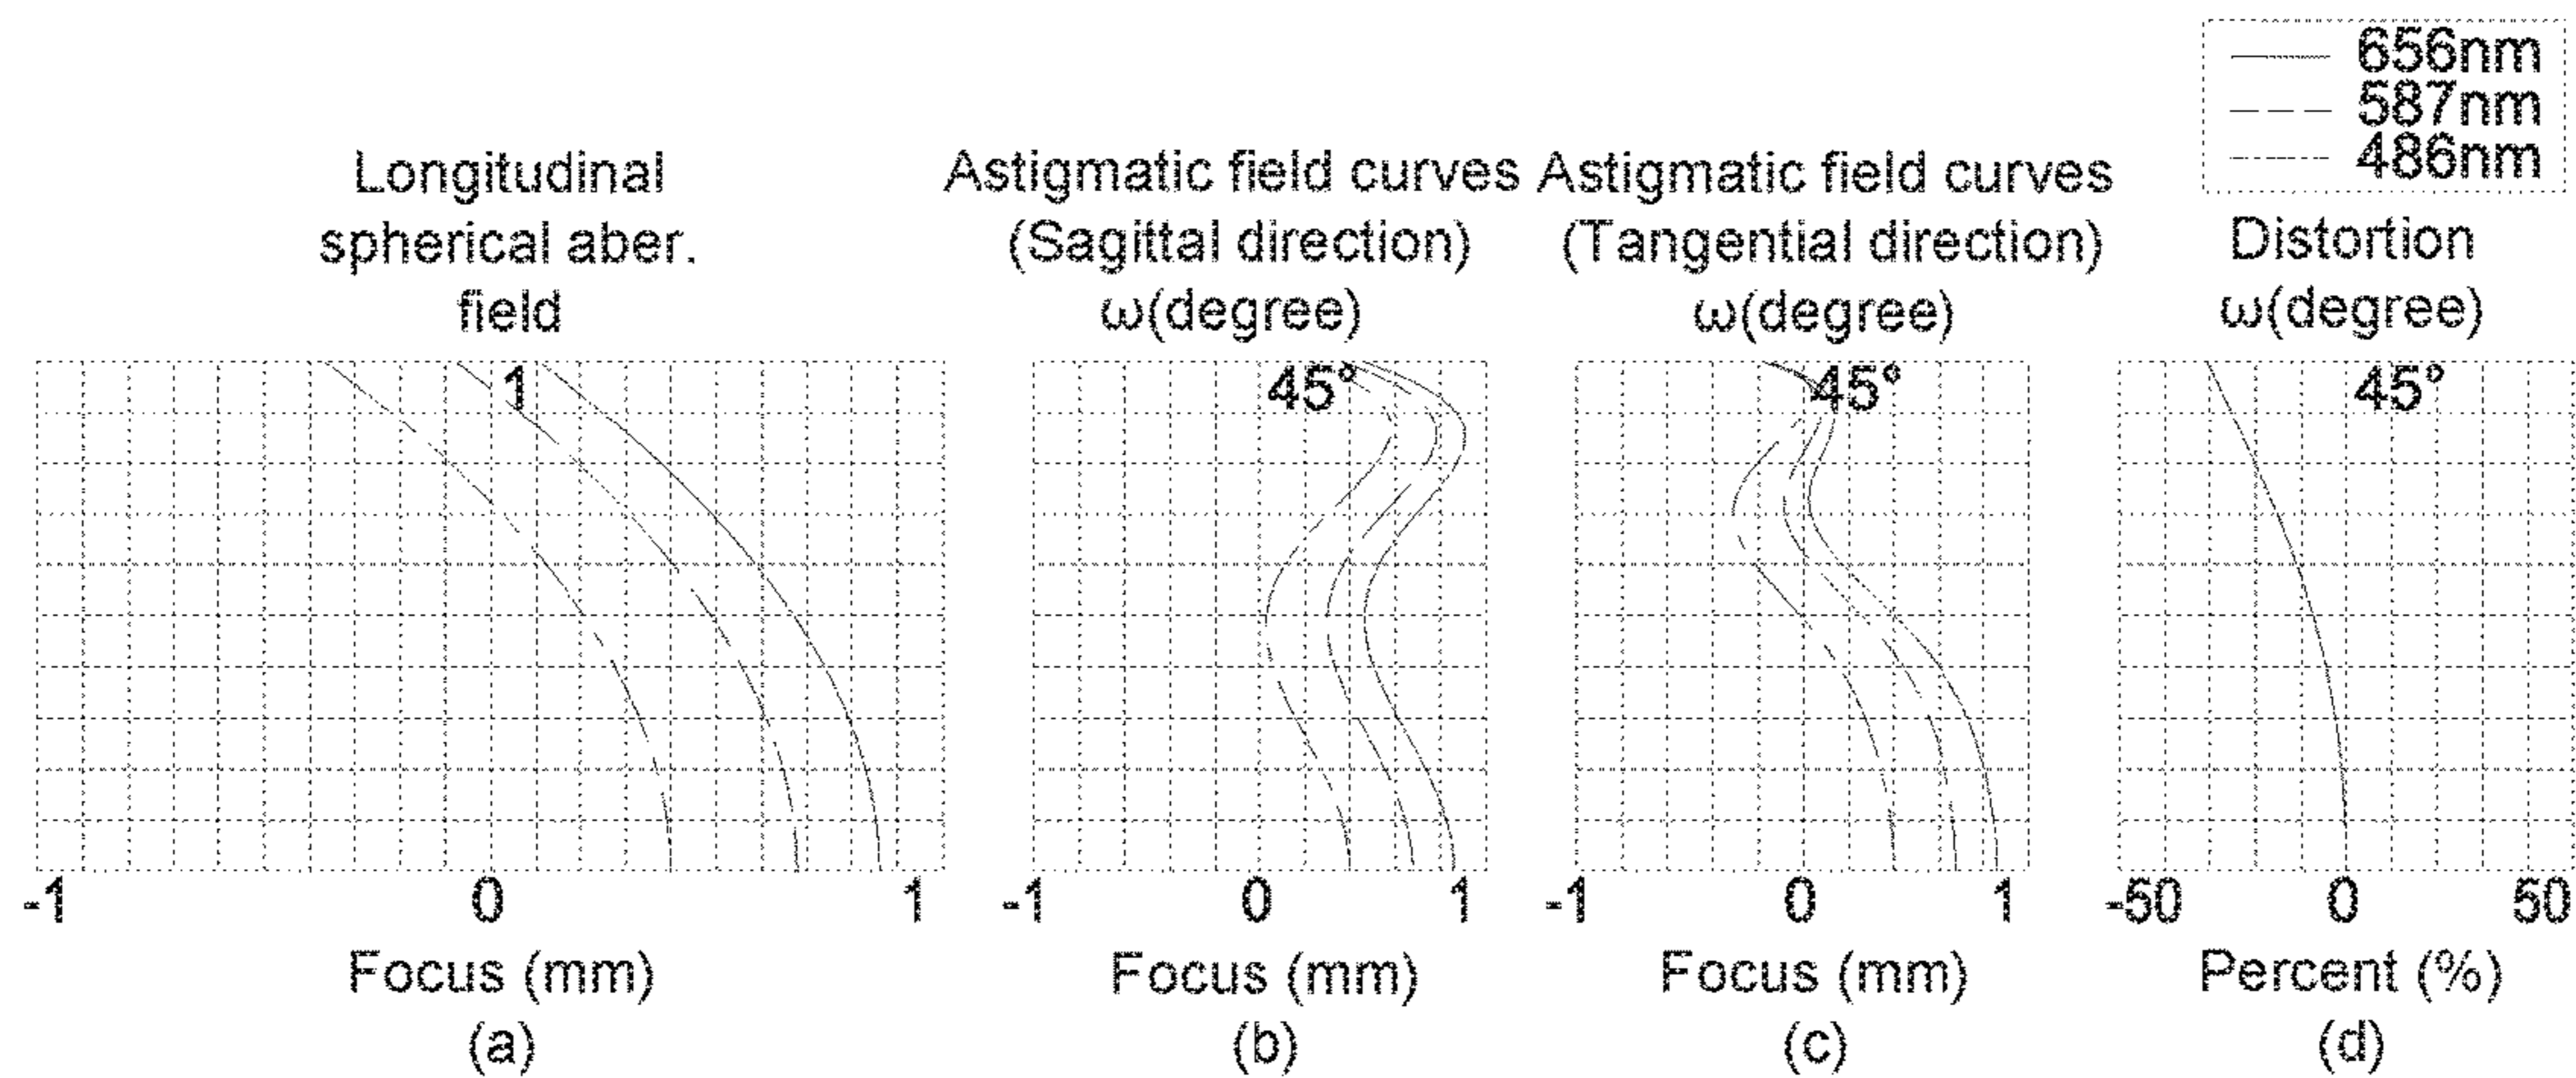 656nm
587nm
486nm
Longitudinal
spherical aber.
field
Astigmatic field curves
(Sagittal direction)
ω(degree)
Astigmatic field curves
(Tangential direction)
ω(degree)
Distortion
ω(degree)
1
45°
45°
45°
-1 0 1
-1 0 1
-1 0 1
-50 0 50
Focus (mm)
Focus (mm)
Focus (mm)
Percent (%)
(a)
(b)
(c)
(d)